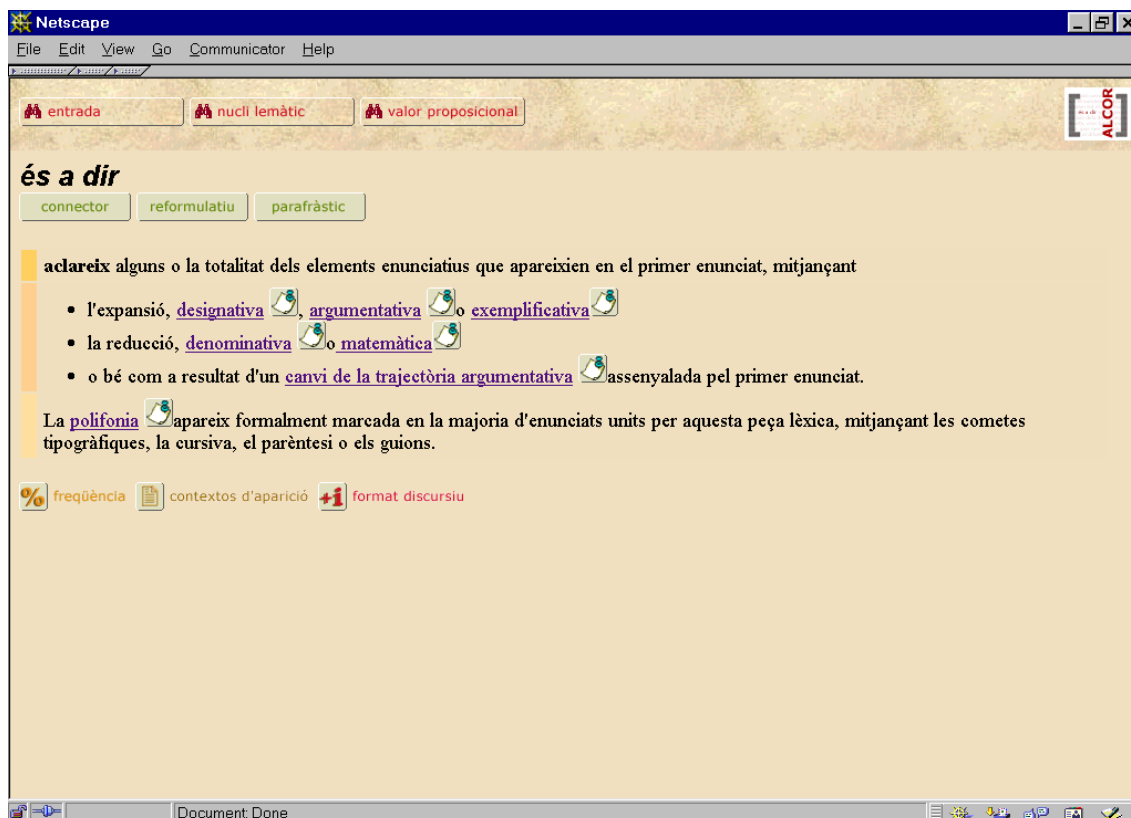 Netscape
File Edit View Go Communicator Help
entrada nucli lemàtic valor proposicional
ALCOR
és a dir
connector reformulatiu parafràstic
aclareix alguns o la totalitat dels elements enunciatius que apareixien en el primer enunciat, mitjançant
• l'expansió, designativa , argumentativa o exemplificativa
• la reducció, denominativa o matemàtica
• o bé com a resultat d'un canvi de la trajectòria argumentativa assenyalada pel primer enunciat.
La polifonia apareix formalment marcada en la majoria d'enunciats units per aquesta peça lèxica, mitjançant les cometes
tipogràfiques, la cursiva, el parèntesi o els guions.
% freqüència contextos d'aparició +i format discursiu
Document: Done